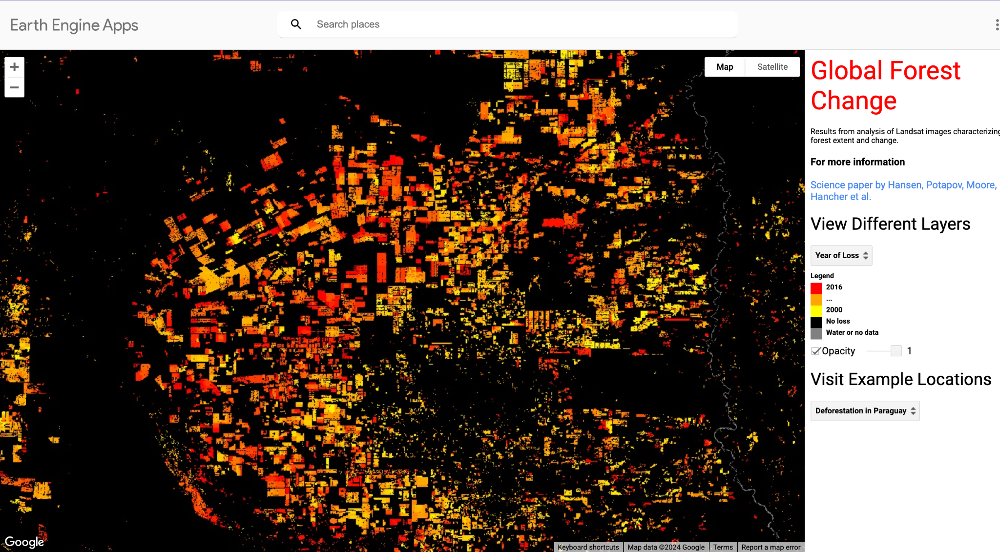 Earth Engine Apps
Search places
+
−
Map
Satellite
Global Forest
Change
Results from analysis of Landsat images characterizing
forest extent and change.
For more information
Science paper by Hansen, Potapov, Moore,
Hancher et al.
View Different Layers
Year of Loss
Legend
2016
...
2000
No loss
Water or no data
Opacity
1
Visit Example Locations
Deforestation in Paraguay
Google
Keyboard shortcuts
Map data ©2024 Google
Terms
Report a map error